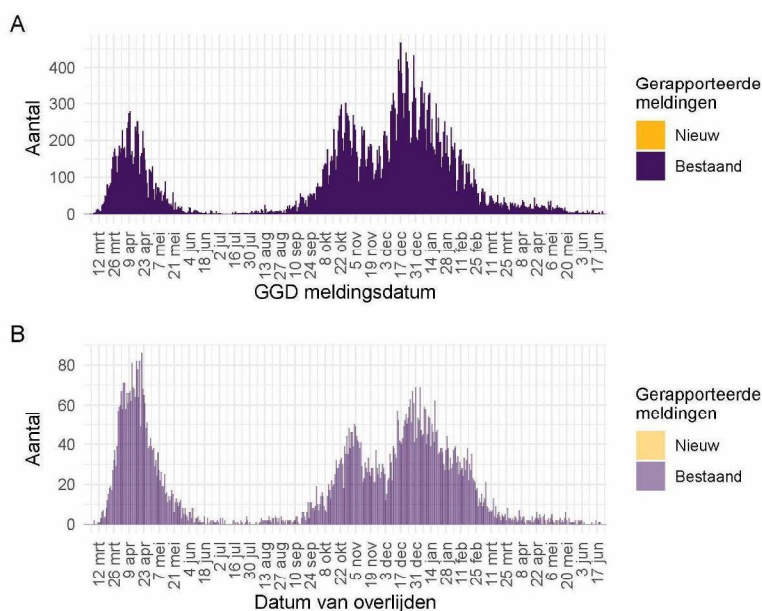 A
Aantal
400
300
200
100
0
12 mrt
26 mrt
9 apr
23 apr
7 mei
21 mei
4 jun
18 jun
2 jul
16 jul
30 jul
13 aug
27 aug
10 sep
24 sep
8 okt
22 okt
5 nov
19 nov
3 dec
17 dec
31 dec
14 jan
28 jan
11 feb
25 feb
11 mrt
25 mrt
8 apr
22 apr
6 mei
20 mei
3 jun
17 jun
GGD meldingsdatum
Gerapporteerde
meldingen
Nieuw
Bestaand
B
Aantal
80
60
40
20
0
12 mrt
26 mrt
9 apr
23 apr
7 mei
21 mei
4 jun
18 jun
2 jul
16 jul
30 jul
13 aug
27 aug
10 sep
24 sep
8 okt
22 okt
5 nov
19 nov
3 dec
17 dec
31 dec
14 jan
28 jan
11 feb
25 feb
11 mrt
25 mrt
8 apr
22 apr
6 mei
20 mei
3 jun
17 jun
Datum van overlijden
Gerapporteerde
meldingen
Nieuw
Bestaand